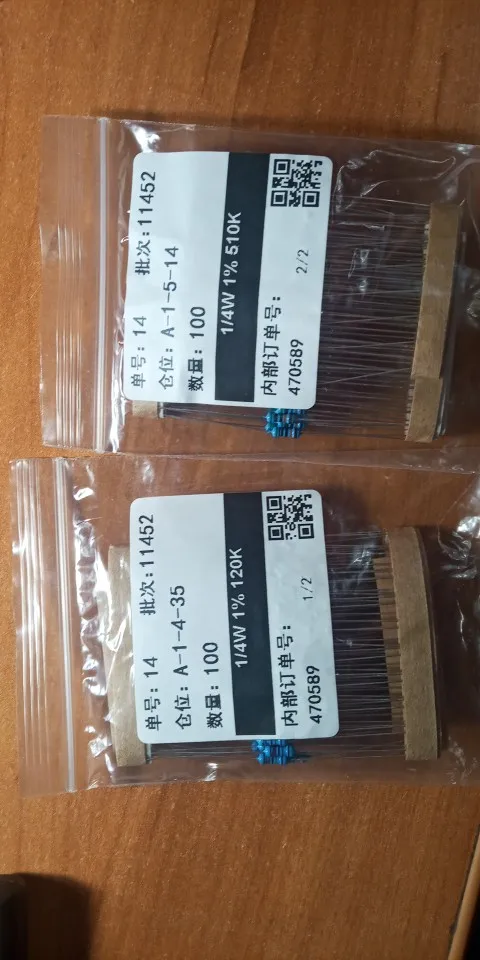 单号: 14 批次:11452
仓位: A-1-5-14
数量: 100
1/4W 1% 510K
内部订单号:
470589 2/2
单号: 14 批次:11452
仓位: A-1-4-35
数量: 100
1/4W 1% 120K
内部订单号:
470589 1/2